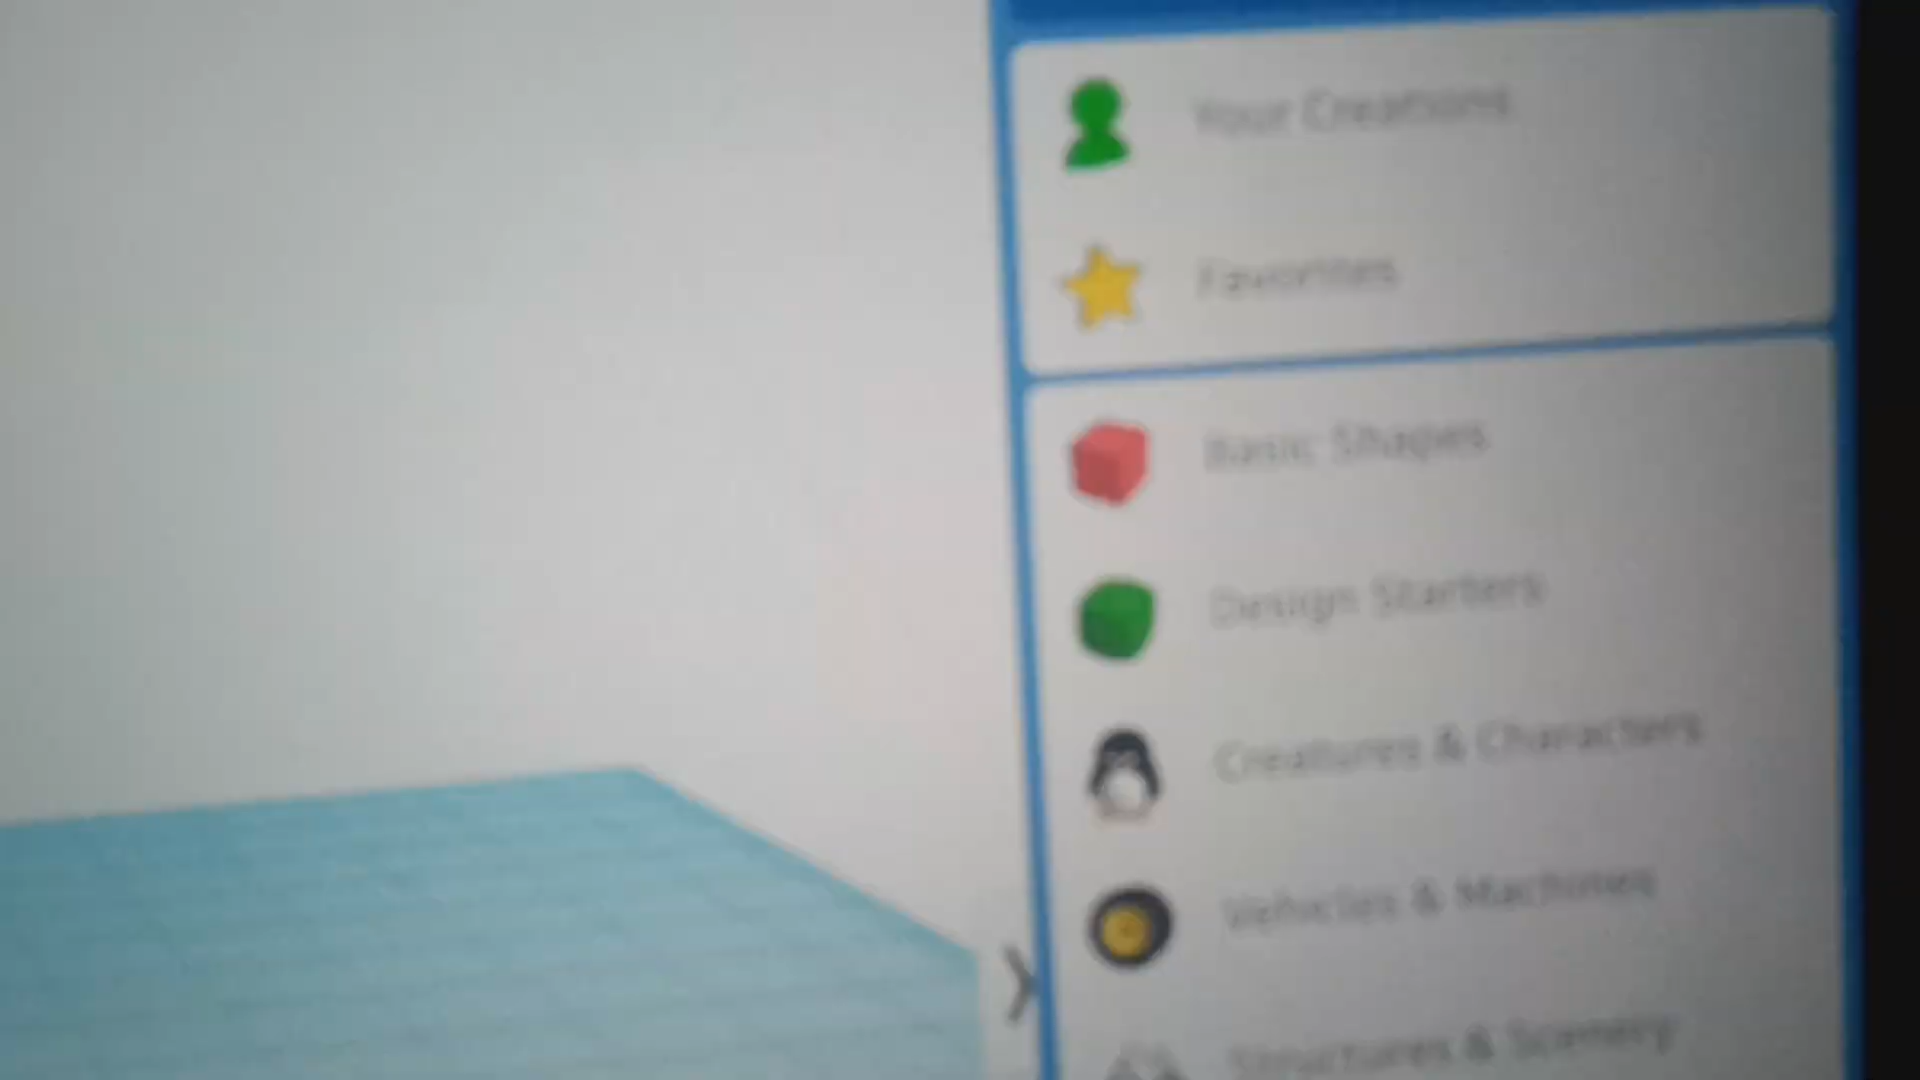 Your Creations
Favorites
Basic Shapes
Design Starters
Creatures & Characters
Vehicles & Machines
Structures & Scenery